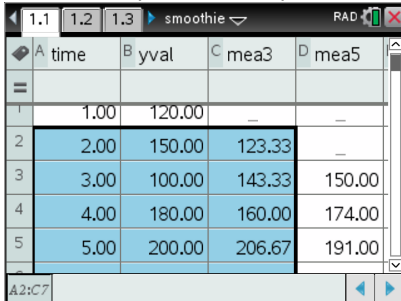 1.1 1.2 1.3 smoothie RAD
A time B yval C mea3 D mea5
=
1 1.00 120.00 _ _
2 2.00 150.00 123.33 _
3 3.00 100.00 143.33 150.00
4 4.00 180.00 160.00 174.00
5 5.00 200.00 206.67 191.00
A2:C7